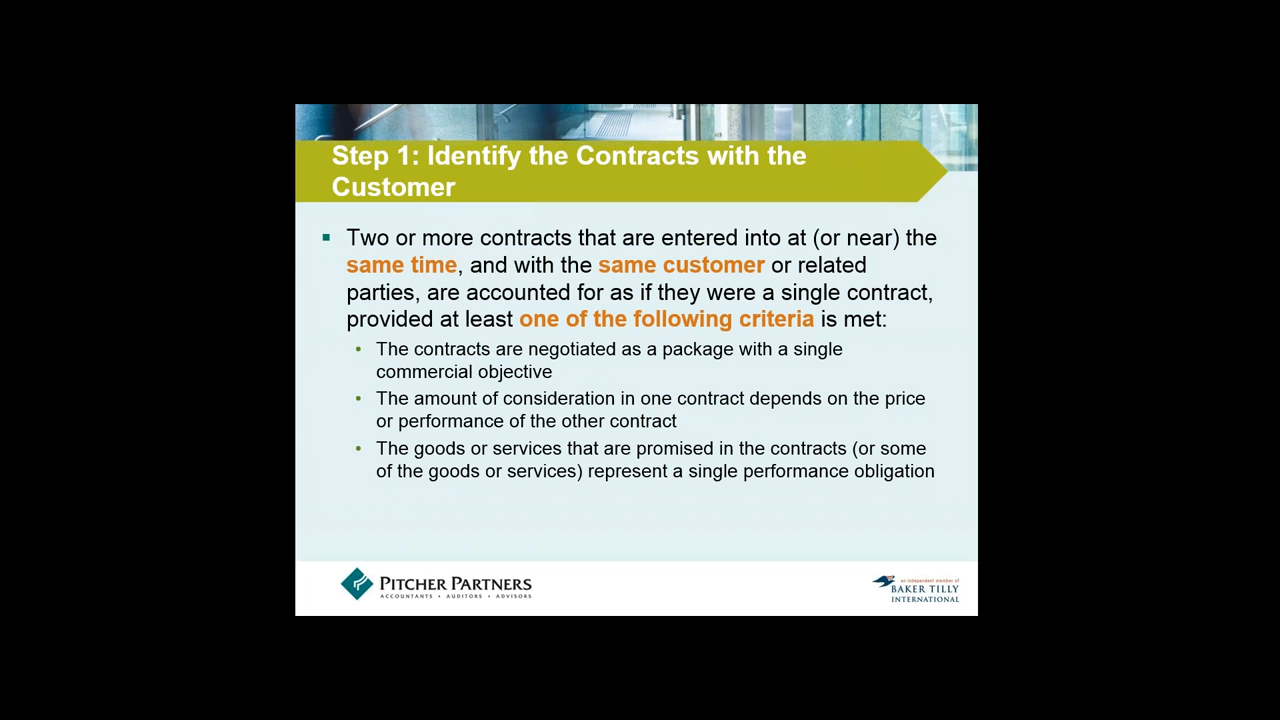 Step 1: Identify the Contracts with the
Customer
▪ Two or more contracts that are entered into at (or near) the
same time, and with the same customer or related
parties, are accounted for as if they were a single contract,
provided at least one of the following criteria is met:
• The contracts are negotiated as a package with a single
commercial objective
• The amount of consideration in one contract depends on the price
or performance of the other contract
• The goods or services that are promised in the contracts (or some
of the goods or services) represent a single performance obligation
PITCHER PARTNERS
ACCOUNTANTS • AUDITORS • ADVISORS
an independent member of
BAKER TILLY
INTERNATIONAL